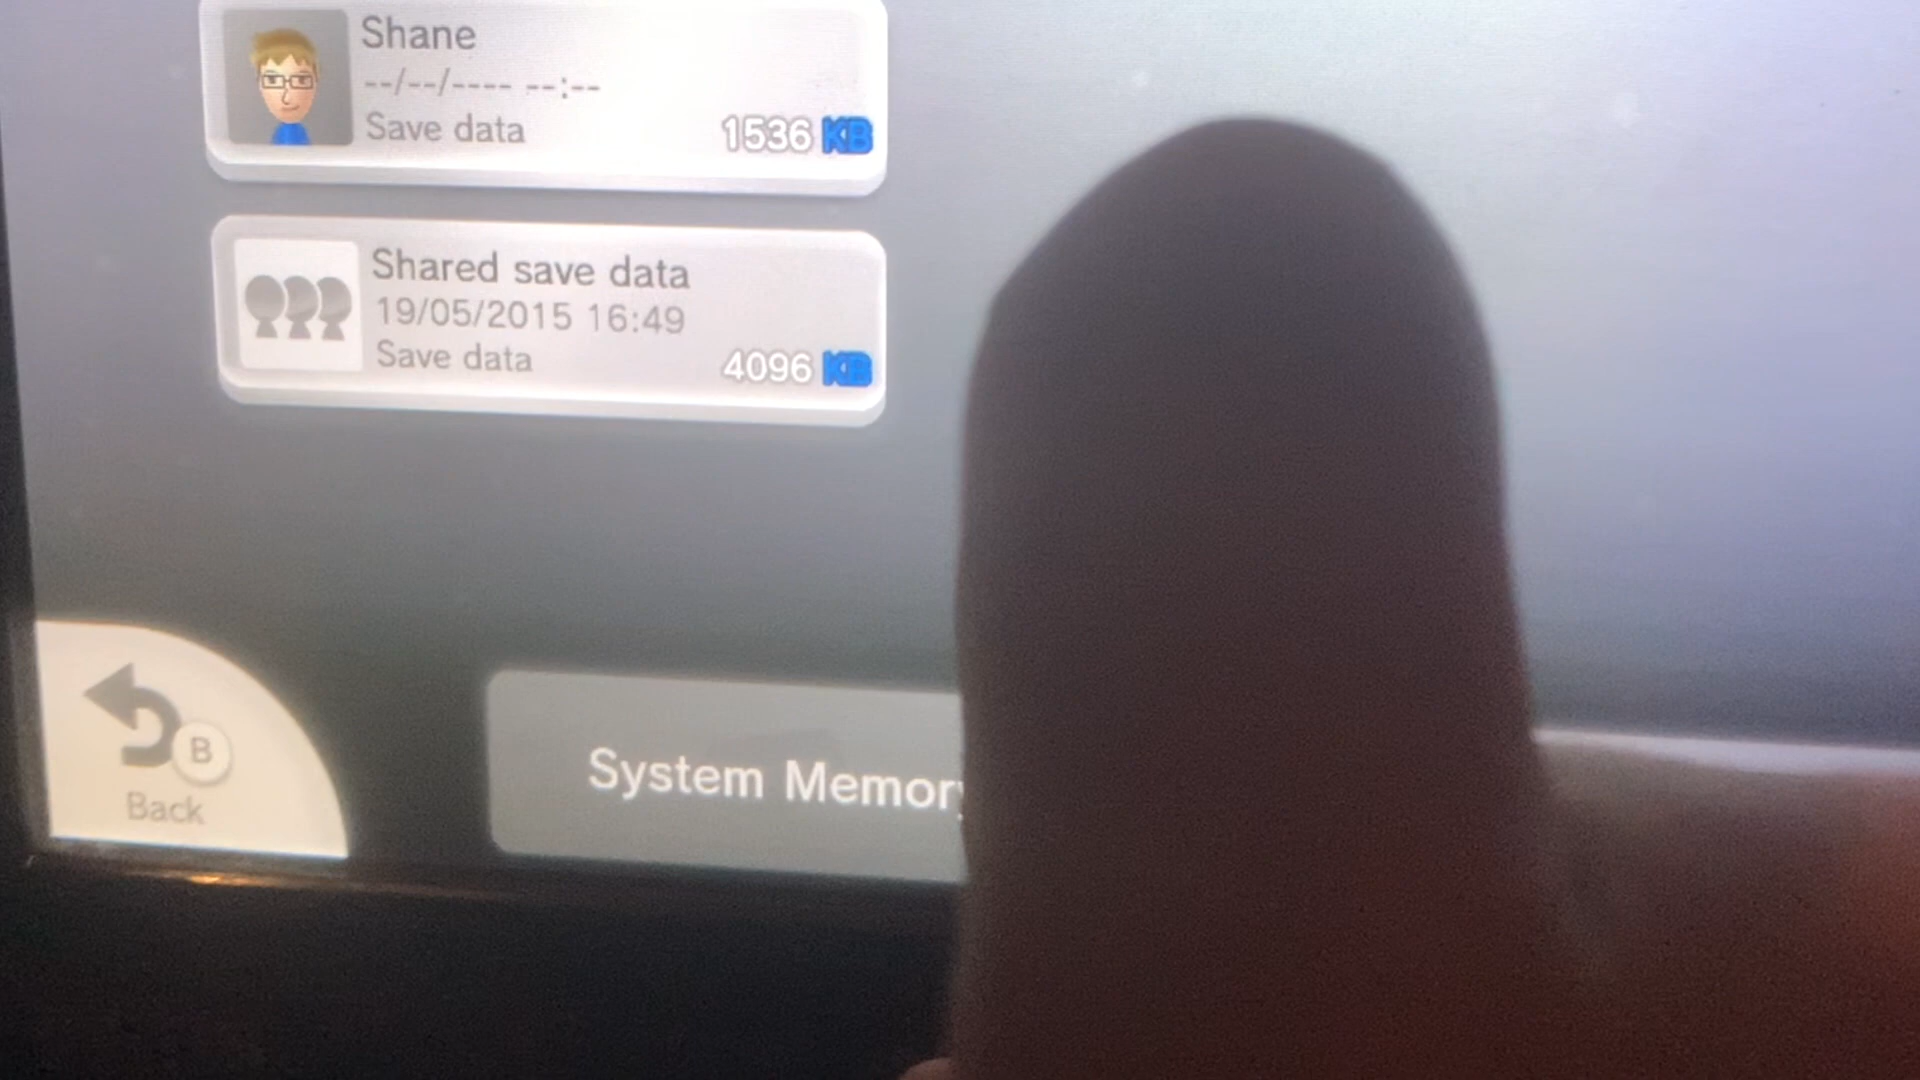 Shane
--/--/---- --:--
Save data
1536 KB
Shared save data
19/05/2015 16:49
Save data
4096 KB
B
Back
System Memory